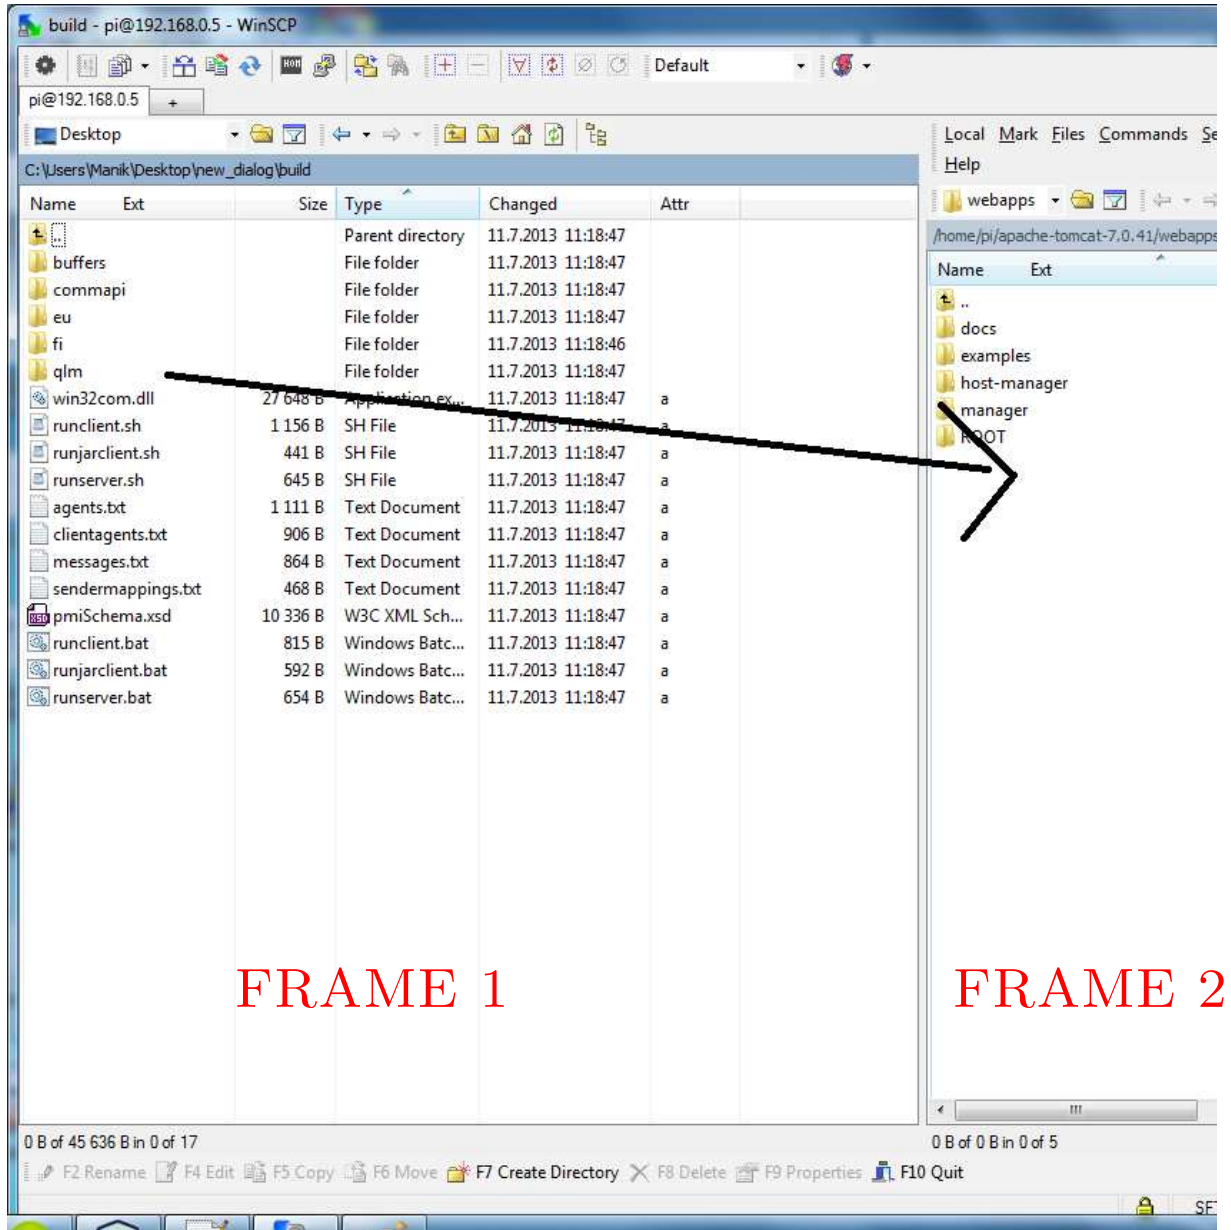 build - pi@192.168.0.5 - WinSCP
Default
pi@192.168.0.5 +
Desktop
C:\Users\Manik\Desktop\new_dialog\build
Name Ext Size Type Changed Attr
.. Parent directory 11.7.2013 11:18:47
buffers File folder 11.7.2013 11:18:47
commapi File folder 11.7.2013 11:18:47
eu File folder 11.7.2013 11:18:47
fi File folder 11.7.2013 11:18:46
qlm File folder 11.7.2013 11:18:47
win32com.dll 27 648 B Application ex... 11.7.2013 11:18:47 a
runclient.sh 1 156 B SH File 11.7.2013 11:18:47 a
runjarclient.sh 441 B SH File 11.7.2013 11:18:47 a
runserver.sh 645 B SH File 11.7.2013 11:18:47 a
agents.txt 1 111 B Text Document 11.7.2013 11:18:47 a
clientagents.txt 906 B Text Document 11.7.2013 11:18:47 a
messages.txt 864 B Text Document 11.7.2013 11:18:47 a
sendermappings.txt 468 B Text Document 11.7.2013 11:18:47 a
pmiSchema.xsd 10 336 B W3C XML Sch... 11.7.2013 11:18:47 a
runclient.bat 815 B Windows Batc... 11.7.2013 11:18:47 a
runjarclient.bat 592 B Windows Batc... 11.7.2013 11:18:47 a
runserver.bat 654 B Windows Batc... 11.7.2013 11:18:47 a
FRAME 1
0 B of 45 636 B in 0 of 17
Local Mark Files Commands Se
Help
webapps
/home/pi/apache-tomcat-7.0.41/webapps
Name Ext
..
docs
examples
host-manager
manager
ROOT
FRAME 2
0 B of 0 B in 0 of 5
F2 Rename F4 Edit F5 Copy F6 Move F7 Create Directory F8 Delete F9 Properties F10 Quit
SF